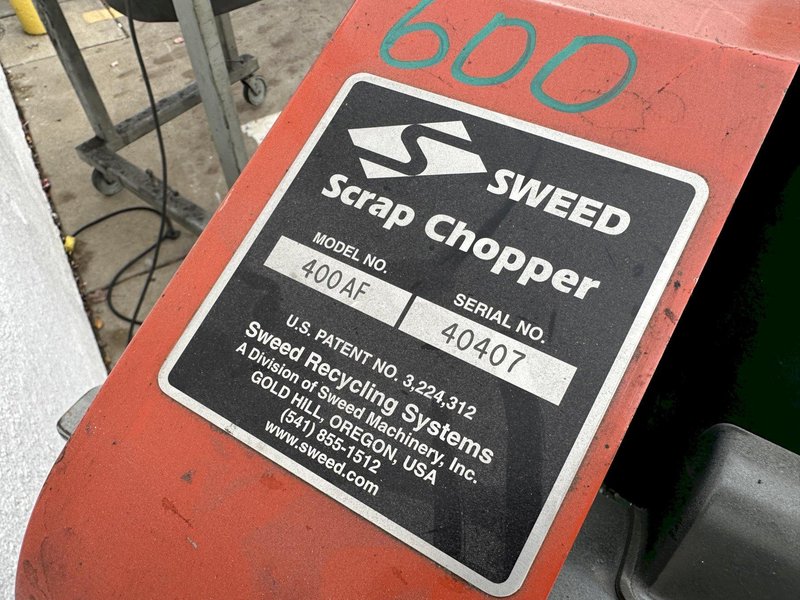 600
SWEED
Scrap Chopper
MODEL NO.
400AF
SERIAL NO.
40407
U.S. PATENT NO. 3,224,312
Sweed Recycling Systems
A Division of Sweed Machinery, Inc.
GOLD HILL, OREGON, USA
(541) 855-1512
www.sweed.com